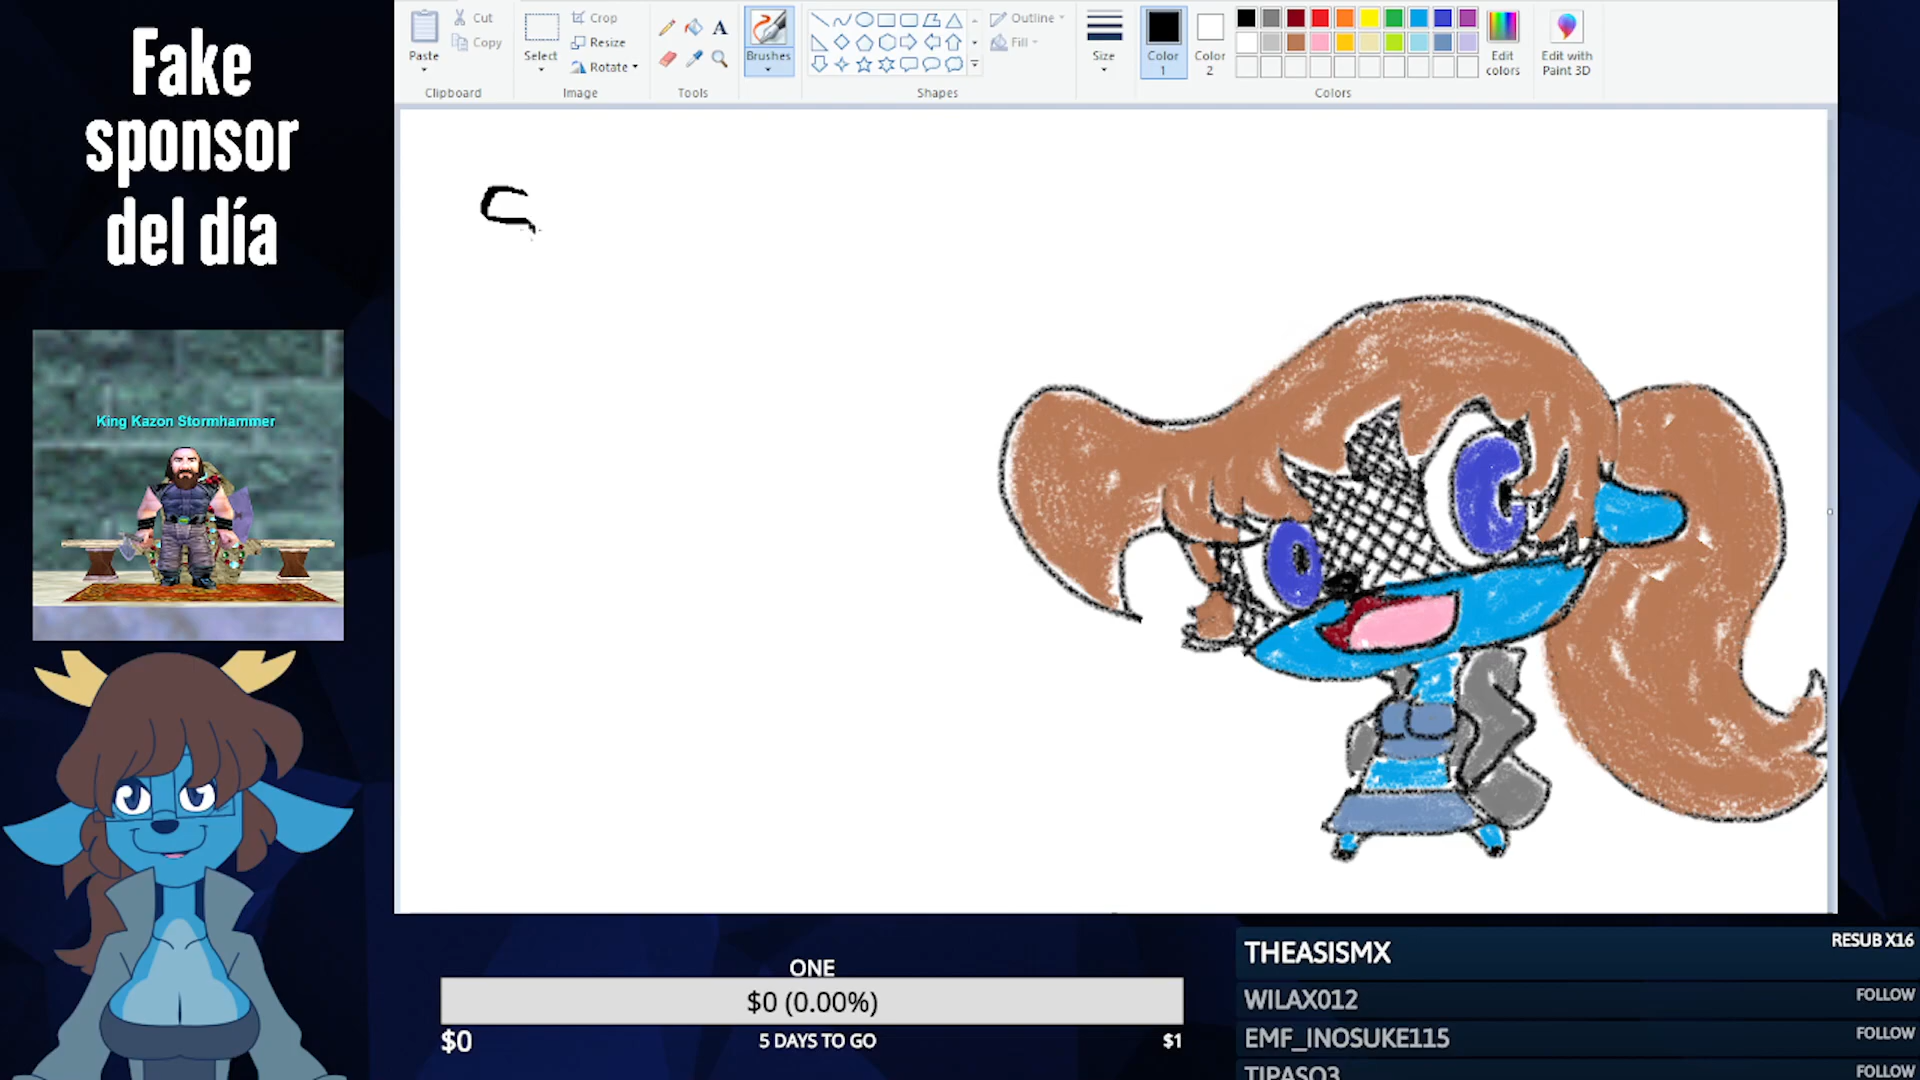 Fake
sponsor
del día
King Kazon Stormhammer
Paste
Cut
Copy
Clipboard
Select
Crop
Resize
Rotate
Image
A
Tools
Brushes
Outline
Fill
Shapes
Size
Color
1
Color
2
Edit
colors
Edit with
Paint 3D
Colors
ONE
$0 (0.00%)
$0 5 DAYS TO GO $1
THEASISMX RESUB X16
WILAX012 FOLLOW
EMF_INOSUKE115 FOLLOW
TIPASO3 FOLLOW